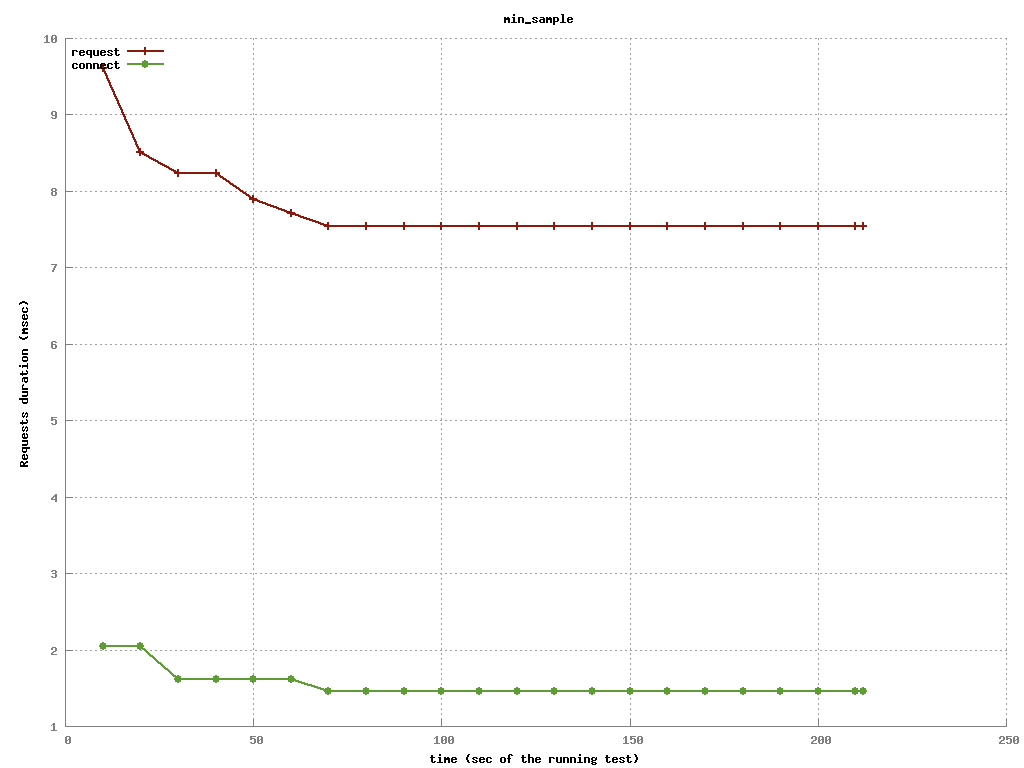 min_sample
request
connect
10
9
8
7
6
5
4
3
2
1
Requests duration (msec)
0 50 100 150 200 250
time (sec of the running test)